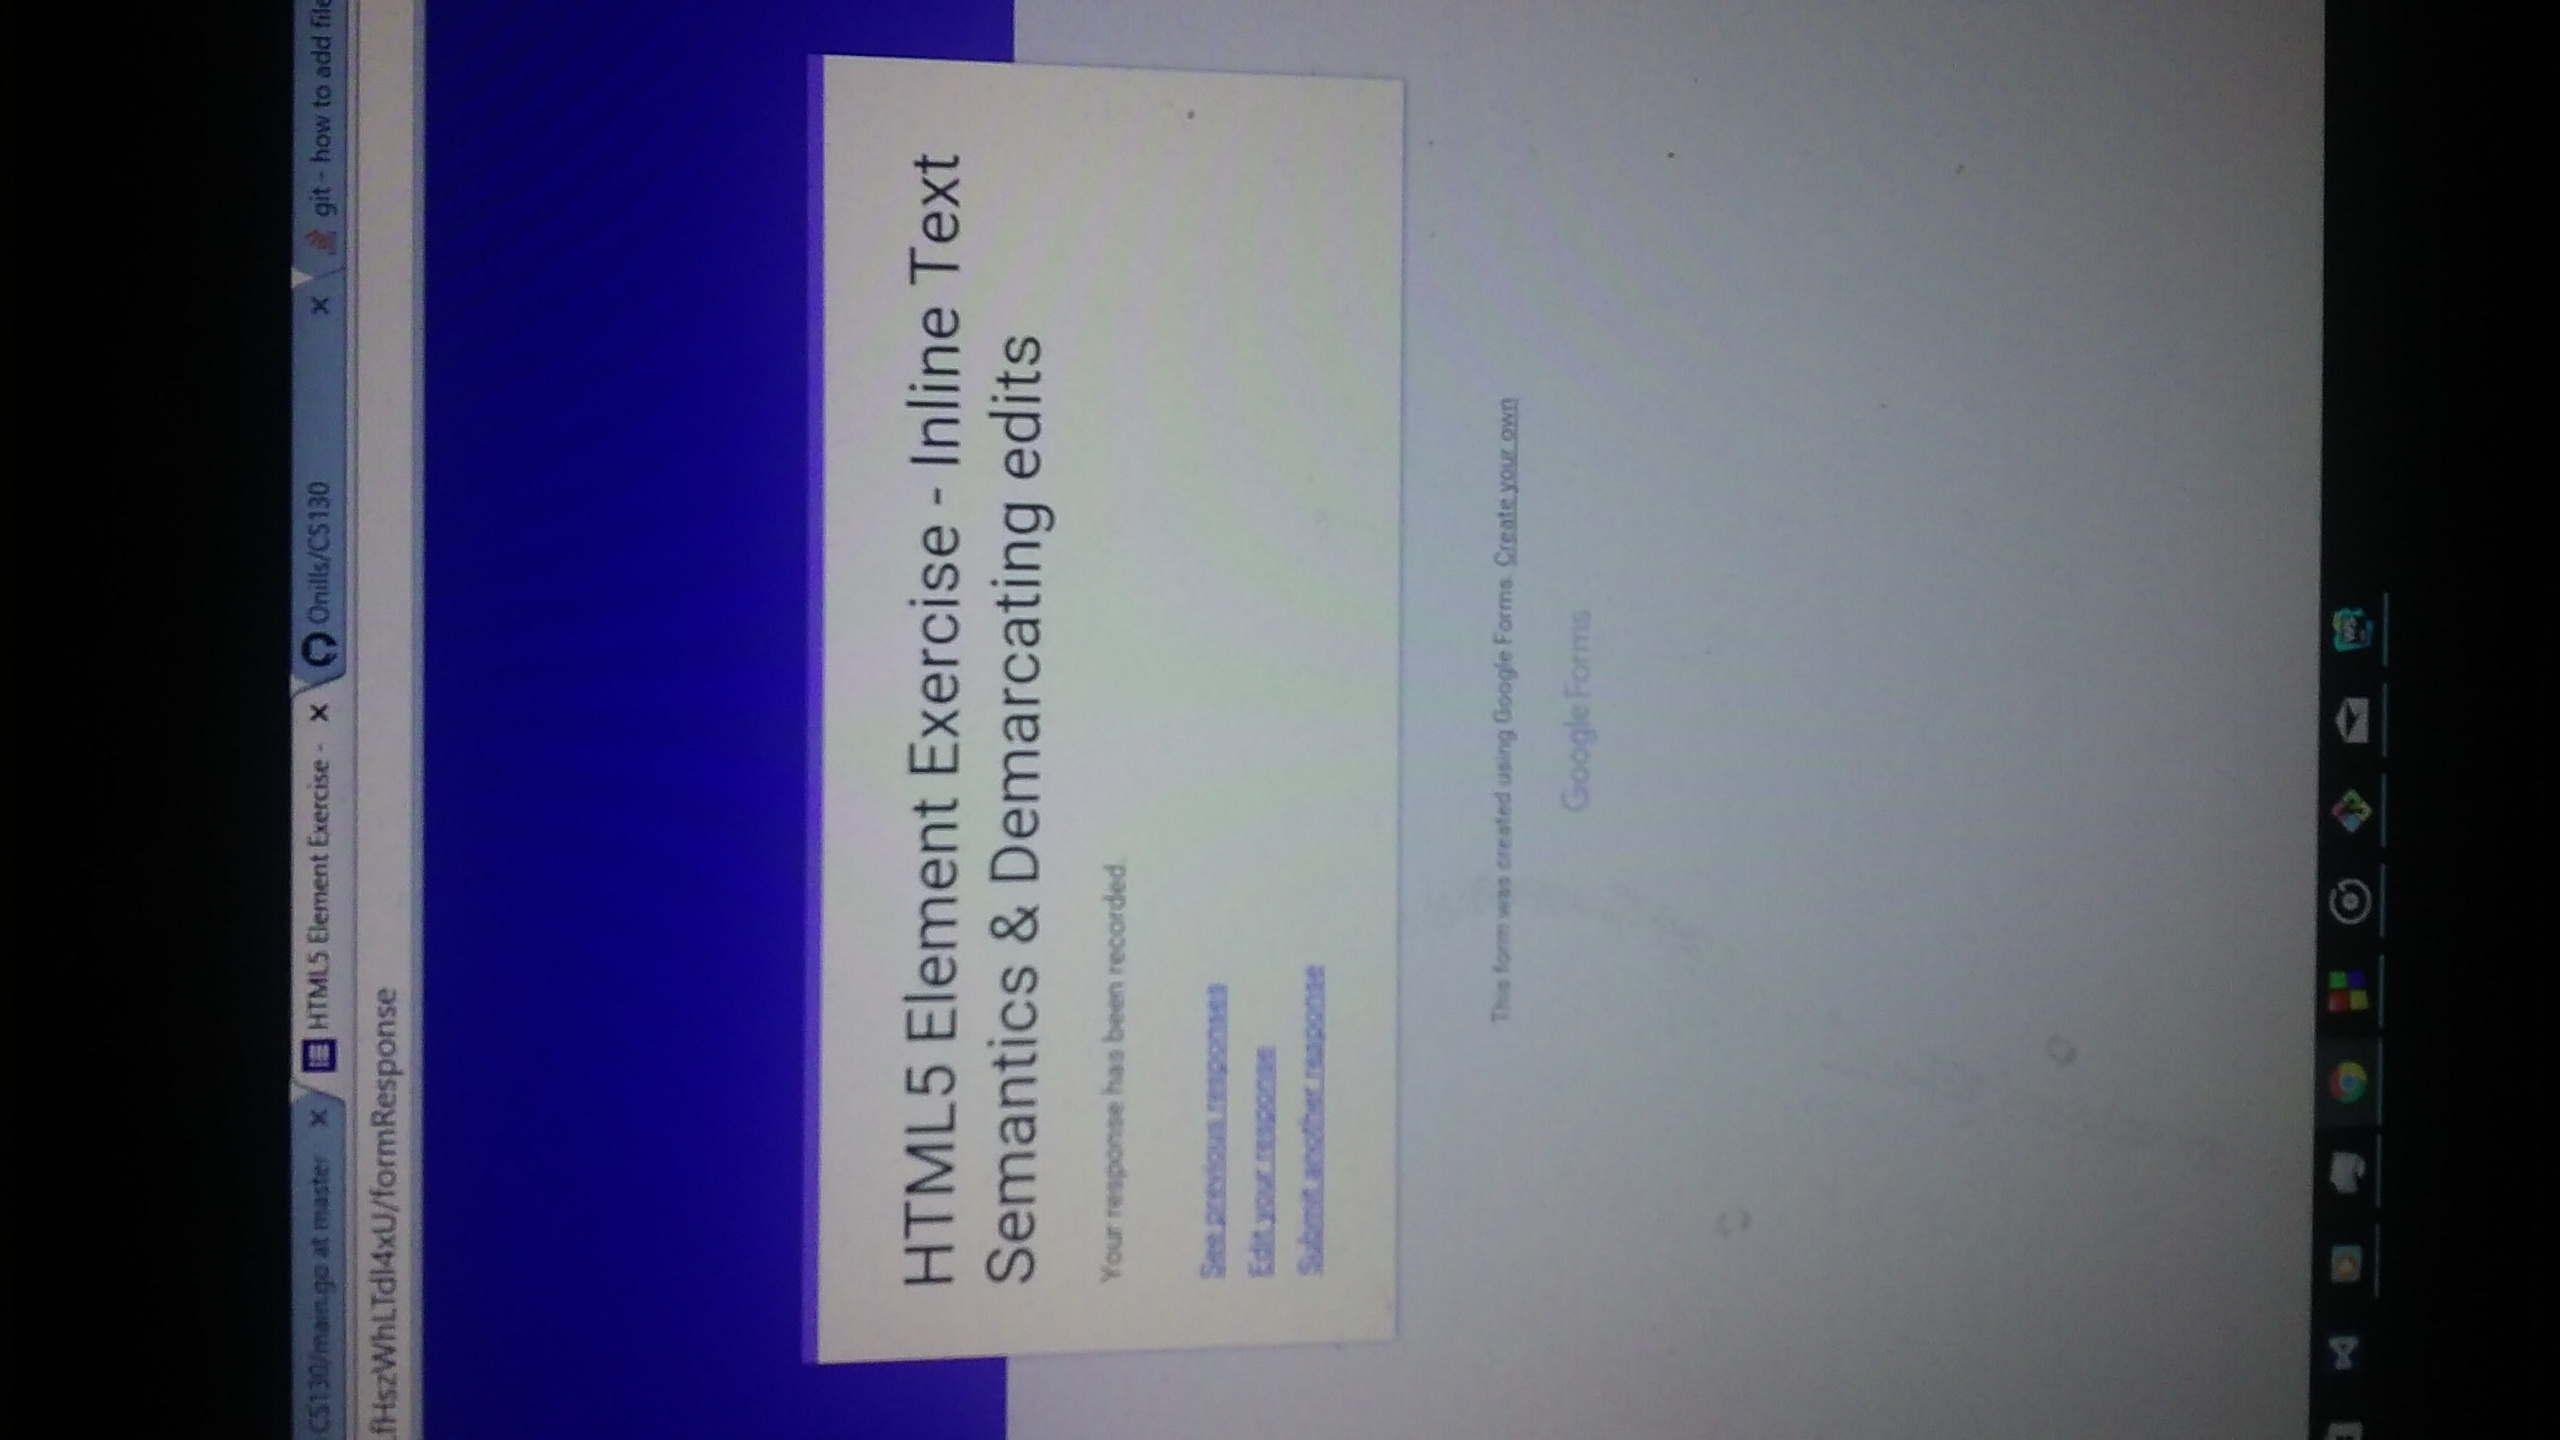 CS130/main.go at master
HTML5 Element Exercise -
Onills/CS130
git - how to add file
fHszWhLTdl4xU/formResponse
HTML5 Element Exercise - Inline Text
Semantics & Demarcating edits
Your response has been recorded.
See previous responses
Edit your response
Submit another response
This form was created using Google Forms. Create your own
Google Forms